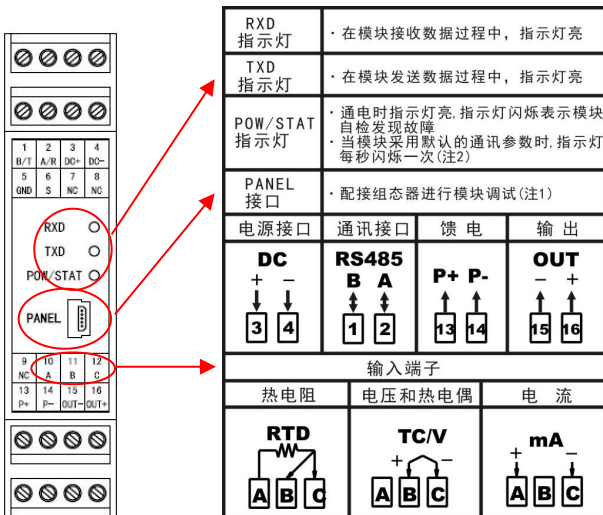 1 2 3 4
B/T A/R DC+ DC-
5 6 7 8
GND S NC NC
RXD
TXD
POW/STAT
PANEL
9 10 11 12
NC A B C
13 14 15 16
P+ P- OUT- OUT+
RXD
指示灯
·在模块接收数据过程中，指示灯亮
TXD
指示灯
·在模块发送数据过程中，指示灯亮
POW/STAT
指示灯
·通电时指示灯亮,指示灯闪烁表示模块
自检发现故障
·当模块采用默认的通讯参数时,指示灯
每秒闪烁一次(注2)
PANEL
接口
·配接组态器进行模块调试(注1)
电源接口 通讯接口 馈电 输出
DC RS485 OUT
+ - B A P+ P- - +
3 4 1 2 13 14 15 16
输入端子
热电阻 电压和热电偶 电流
RTD TC/V mA
+ - + -
A B C A B C A B C